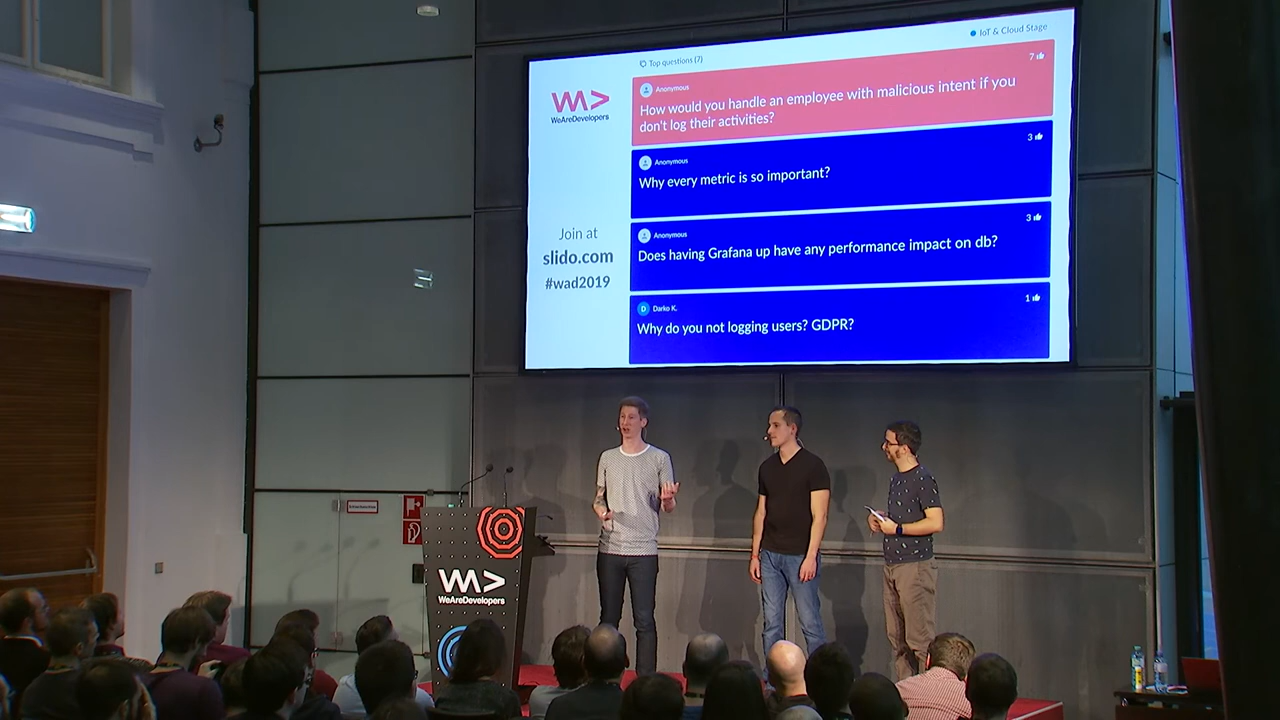 IoT & Cloud Stage
Top questions (7)
WeAreDevelopers
Anonymous
7
How would you handle an employee with malicious intent if you
don't log their activities?
Anonymous
3
Why every metric is so important?
Anonymous
3
Does having Grafana up have any performance impact on db?
D
Darko K.
1
Why do you not logging users? GDPR?
Join at
slido.com
#wad2019
WeAreDevelopers